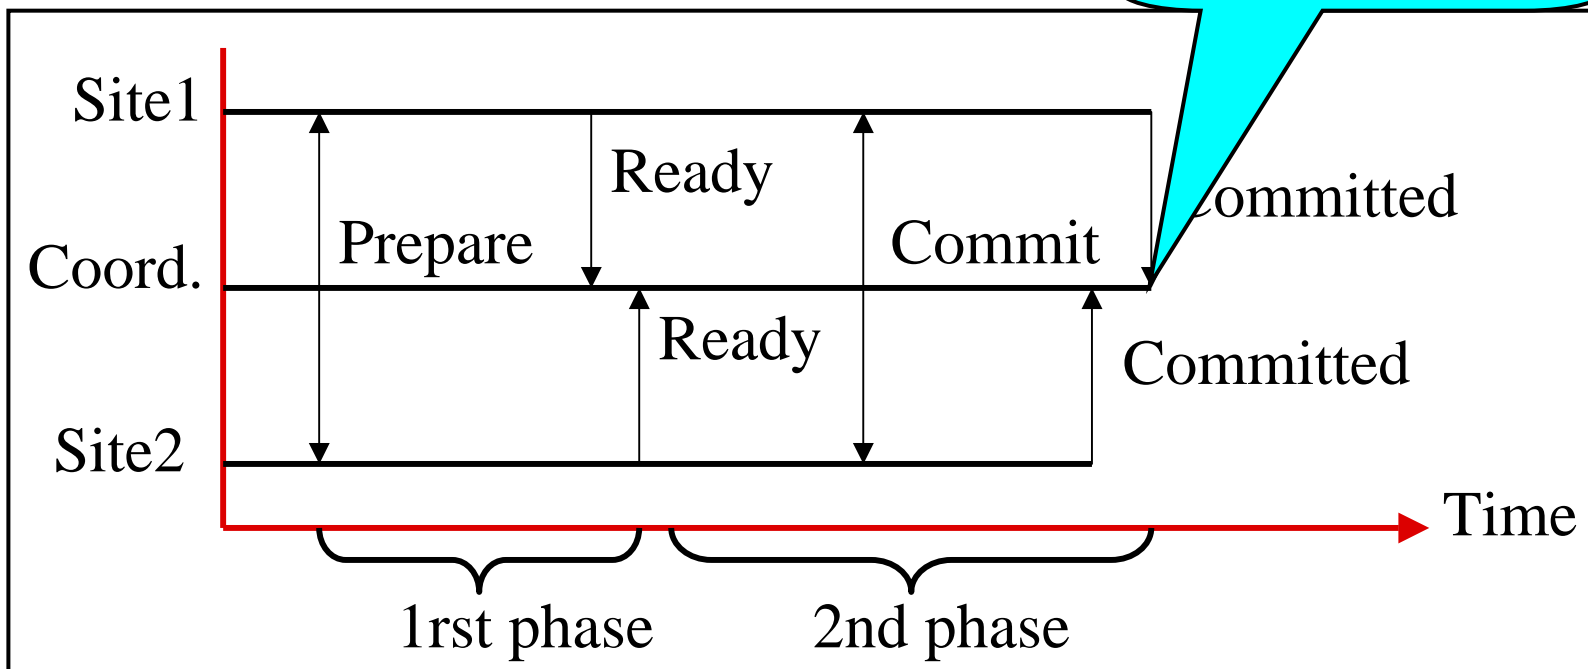 Site1
Ready
Committed
Prepare
Commit
Coord.
Ready
Committed
Site2
Time
1rst phase
2nd phase